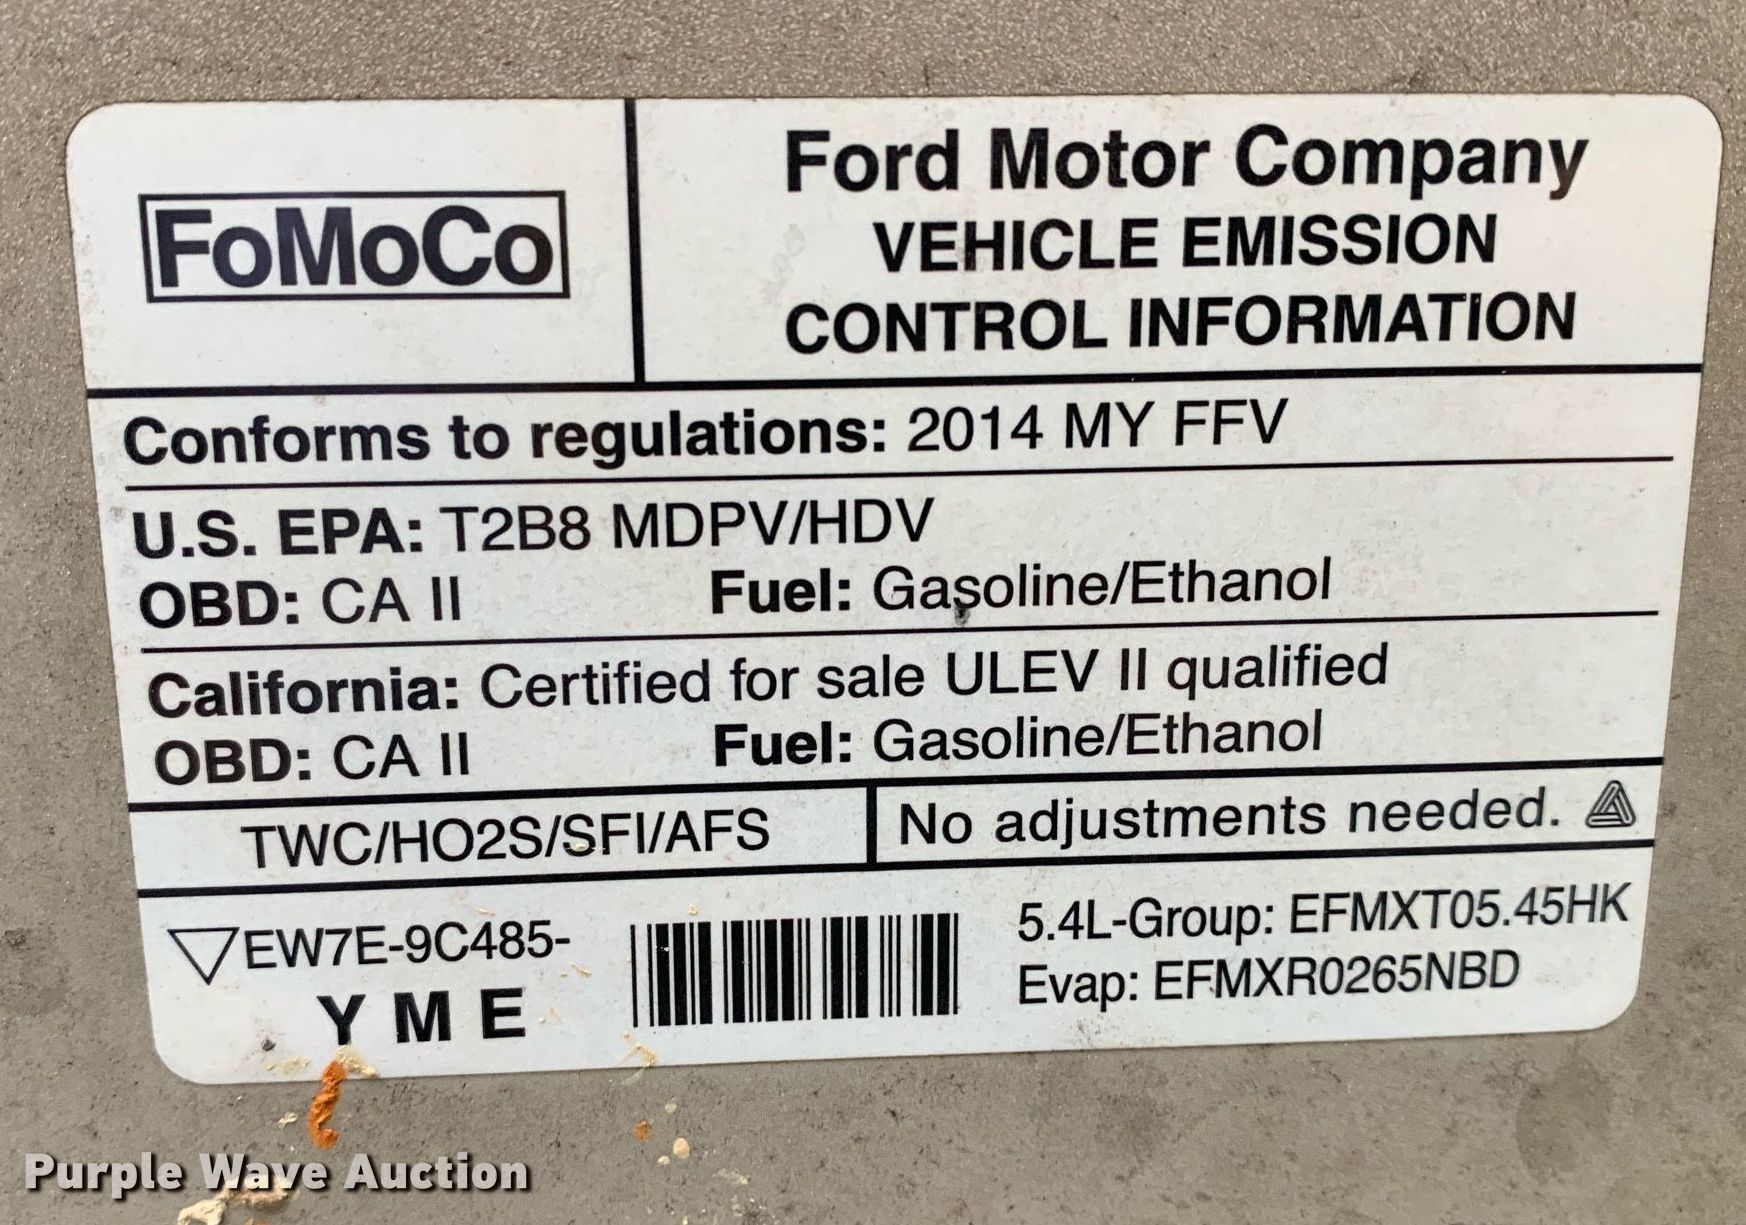 FoMoCo
Ford Motor Company
VEHICLE EMISSION
CONTROL INFORMATION
Conforms to regulations: 2014 MY FFV
U.S. EPA: T2B8 MDPV/HDV
OBD: CA II Fuel: Gasoline/Ethanol
California: Certified for sale ULEV II qualified
OBD: CA II Fuel: Gasoline/Ethanol
TWC/HO2S/SFI/AFS No adjustments needed.
EW7E-9C485-
Y M E
5.4L-Group: EFMXT05.45HK
Evap: EFMXR0265NBD
Purple Wave Auction